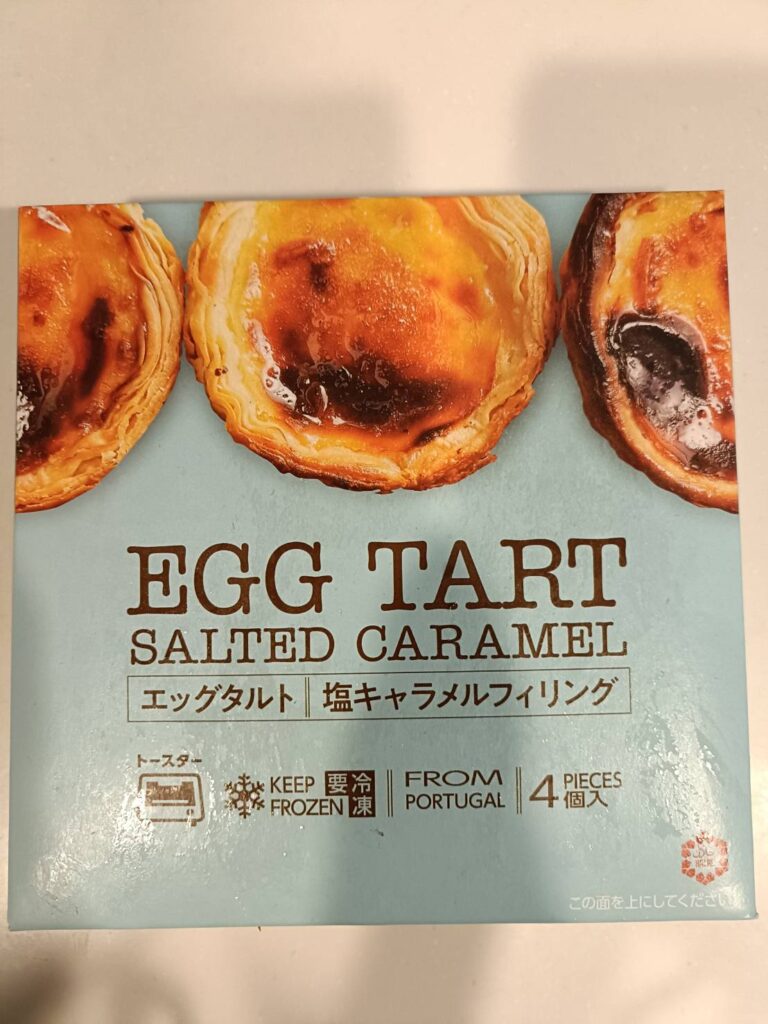 EGG TART
SALTED CARAMEL
エッグタルト 塩キャラメルフィリング
トースター
KEEP FROZEN 要冷凍
FROM PORTUGAL
4 PIECES 個入
この面を上にしてください